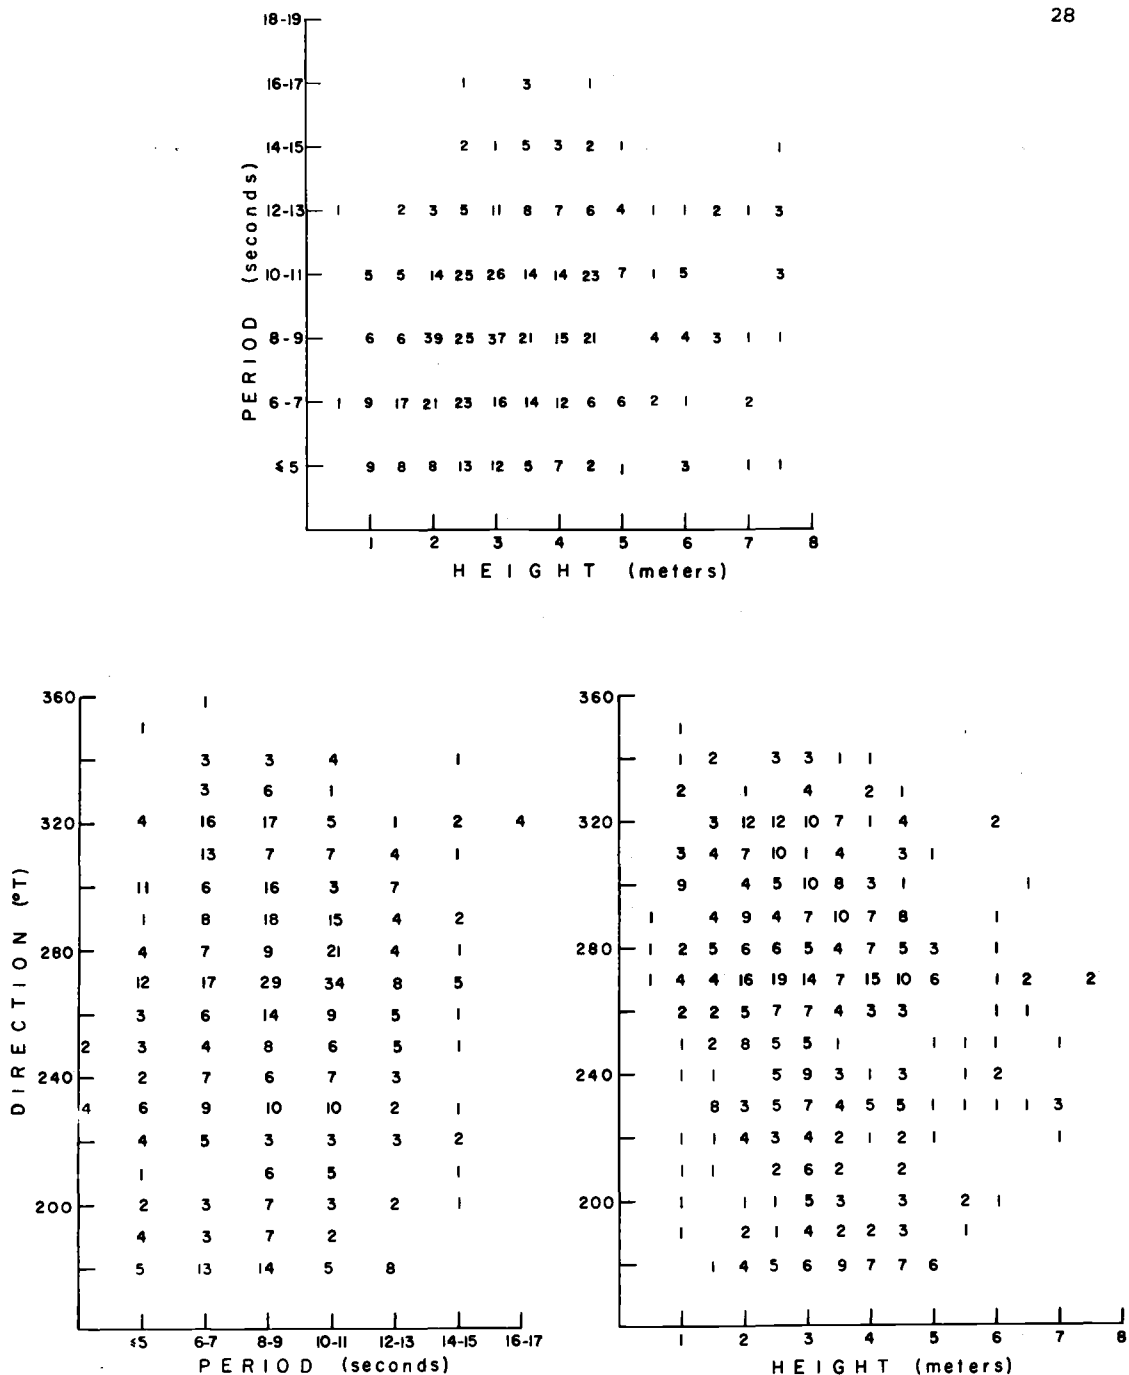 28
18-19
16-17 1 3 1
14-15 2 1 5 3 2 1 1
12-13 1 2 3 5 11 8 7 6 4 1 1 2 1 3
10-11 5 5 14 25 26 14 14 23 7 1 5 3
8-9 6 6 39 25 37 21 15 21 4 4 3 1 1
6-7 1 9 17 21 23 16 14 12 6 6 2 1 2
≤5 9 8 8 13 12 5 7 2 1 3 1 1
PERIOD (seconds)
1 2 3 4 5 6 7 8
HEIGHT (meters)
360 1
1
3 3 4 1
3 6 1
320 4 16 17 5 1 2 4
13 7 7 4 1
11 6 16 3 7
1 8 18 15 4 2
280 4 7 9 21 4 1
12 17 29 34 8 5
3 6 14 9 5 1
2 3 4 8 6 5 1
240 2 7 6 7 3
4 6 9 10 10 2 1
4 5 3 3 3 2
1 6 5 1
200 2 3 7 3 2 1
4 3 7 2
5 13 14 5 8
DIRECTION (°T)
≤5 6-7 8-9 10-11 12-13 14-15 16-17
PERIOD (seconds)
360
1
1 2 3 3 1 1
2 1 4 2 1
320 3 12 12 10 7 1 4 2
3 4 7 10 1 4 3 1
9 4 5 10 8 3 1 1
1 4 9 4 7 10 7 8 1
280 1 2 5 6 6 5 4 7 5 3 1
1 4 4 16 19 14 7 15 10 6 1 2 2
2 2 5 7 7 4 3 3 1 1
1 2 8 5 5 1 1 1 1 1
240 1 1 5 9 3 1 3 1 2
8 3 5 7 4 5 5 1 1 1 1 3
1 1 4 3 4 2 1 2 1 1
1 1 2 6 2 2
200 1 1 1 5 3 3 2 1
1 2 1 4 2 2 3 1
1 4 5 6 9 7 7 6
1 2 3 4 5 6 7 8
HEIGHT (meters)